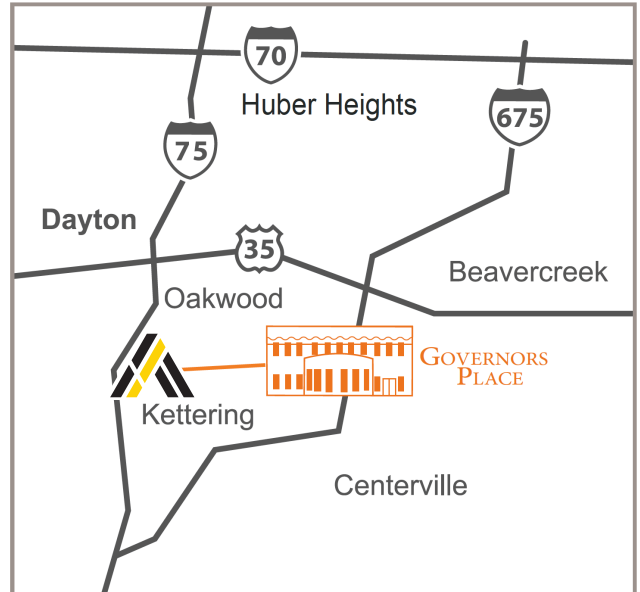 70
Huber Heights
675
75
Dayton
35
Beavercreek
Oakwood
GOVERNORS
PLACE
Kettering
Centerville